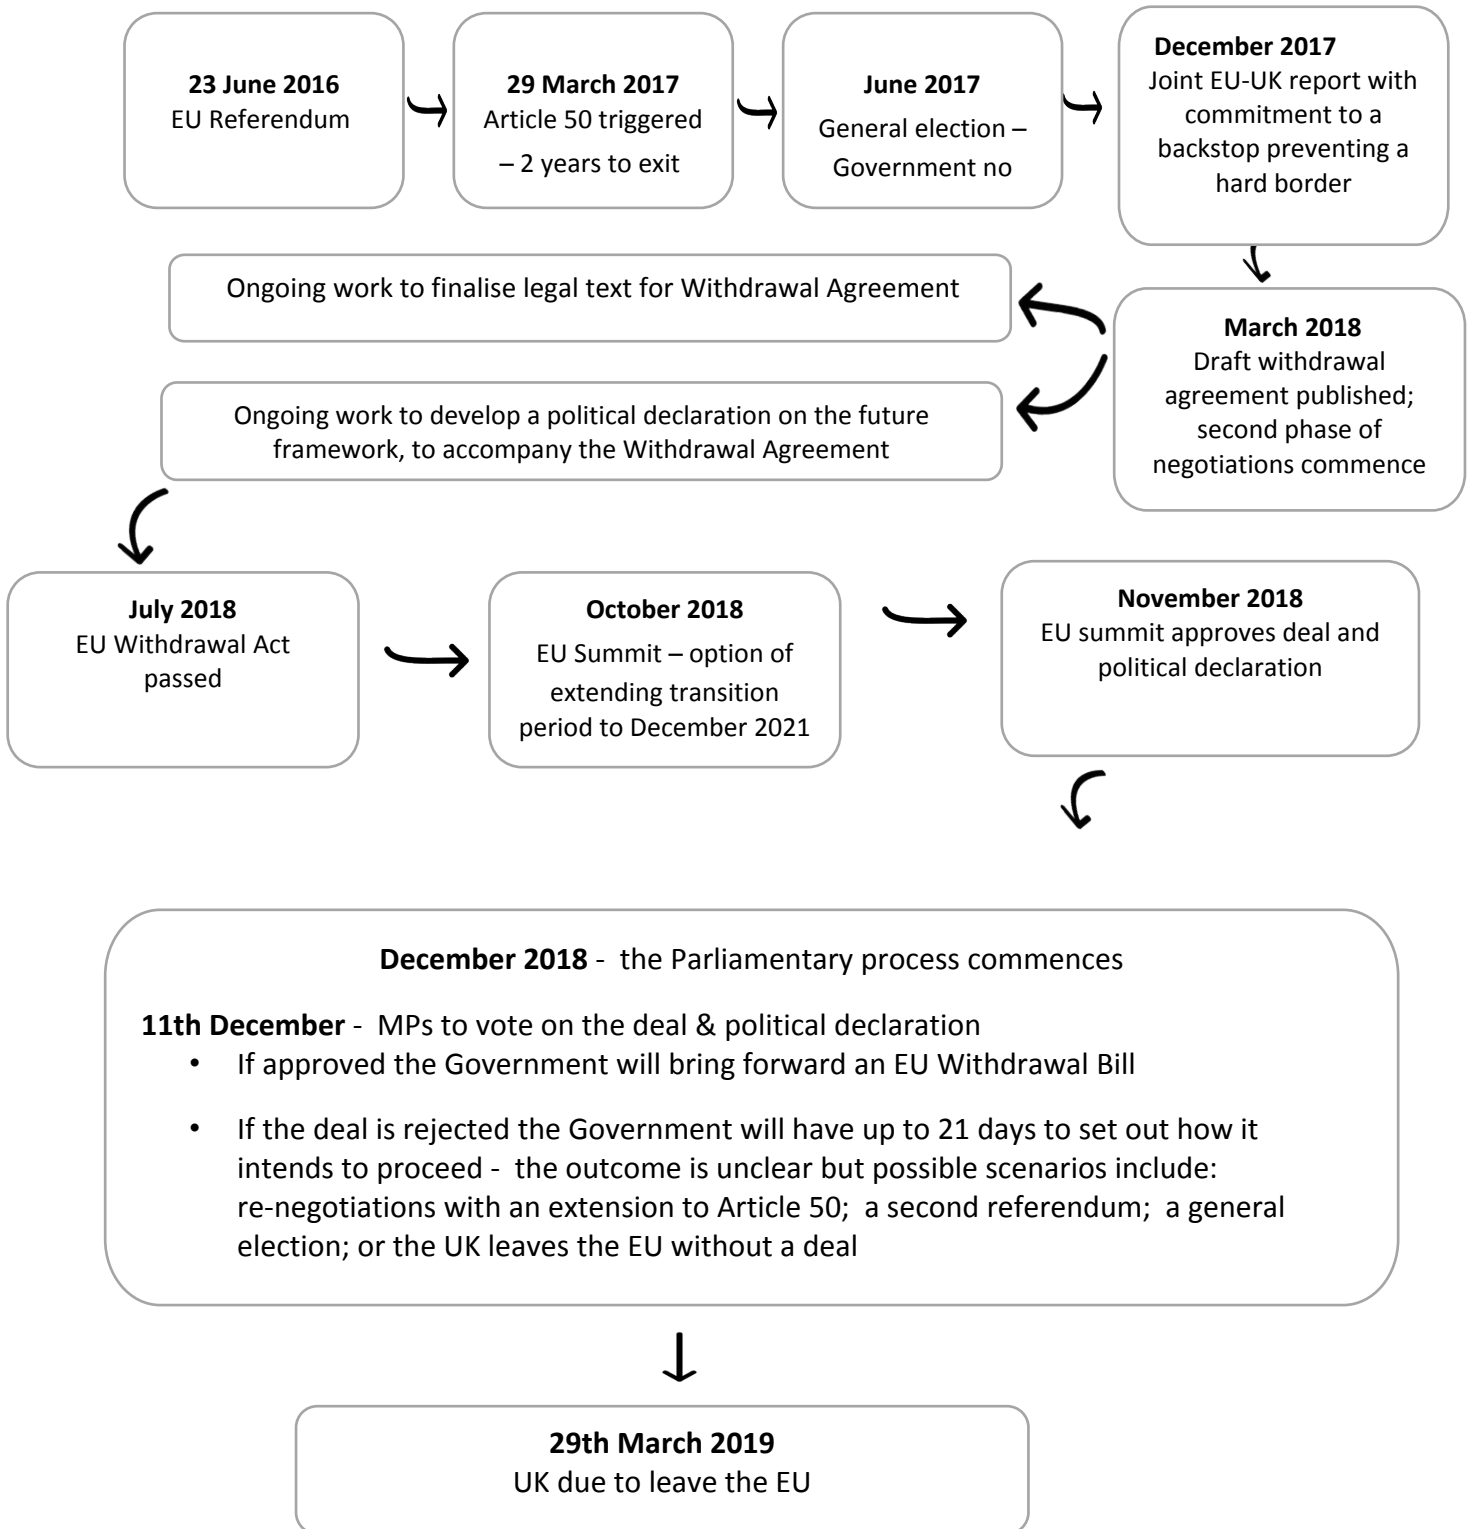 23 June 2016
EU Referendum
29 March 2017
Article 50 triggered
– 2 years to exit
June 2017
General election –
Government no
December 2017
Joint EU-UK report with
commitment to a
backstop preventing a
hard border
March 2018
Draft withdrawal
agreement published;
second phase of
negotiations commence
Ongoing work to finalise legal text for Withdrawal Agreement
Ongoing work to develop a political declaration on the future
framework, to accompany the Withdrawal Agreement
July 2018
EU Withdrawal Act
passed
October 2018
EU Summit – option of
extending transition
period to December 2021
November 2018
EU summit approves deal and
political declaration
December 2018 - the Parliamentary process commences
11th December - MPs to vote on the deal & political declaration
• If approved the Government will bring forward an EU Withdrawal Bill
• If the deal is rejected the Government will have up to 21 days to set out how it
intends to proceed - the outcome is unclear but possible scenarios include:
re-negotiations with an extension to Article 50; a second referendum; a general
election; or the UK leaves the EU without a deal
29th March 2019
UK due to leave the EU